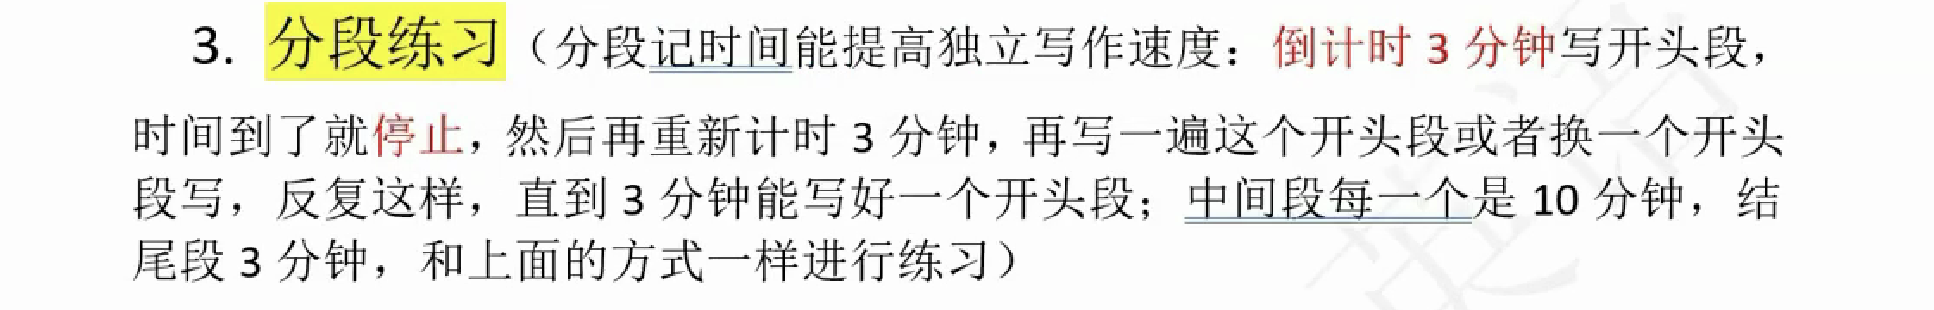 3. 分段练习（分段记时间能提高独立写作速度：倒计时 3 分钟写开头段，
时间到了就停止，然后再重新计时 3 分钟，再写一遍这个开头段或者换一个开头
段写，反复这样，直到 3 分钟能写好一个开头段；中间段每一个是 10 分钟，结
尾段 3 分钟，和上面的方式一样进行练习）